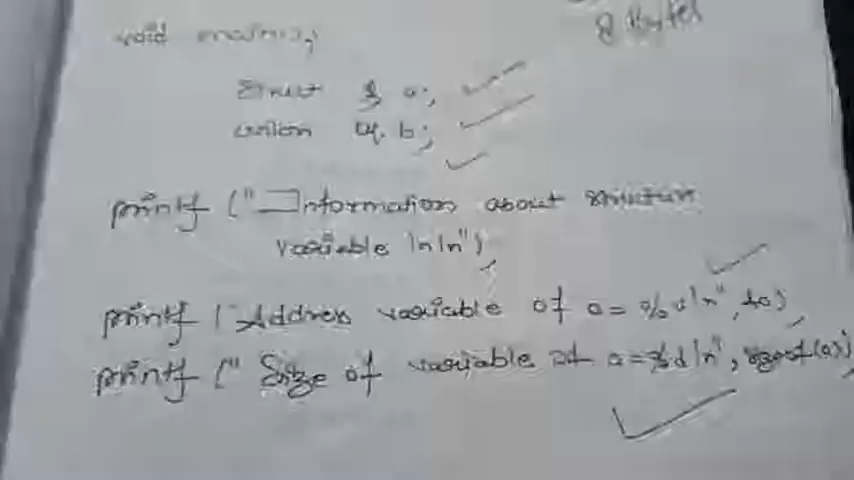 8 bytes
void main();
struct s a;
union u b;
printf ("Information about structure
variable \n\n");
printf ("Address variable of a = %u\n", &a);
printf (" Size of variable of a = %d\n", sizeof(a));